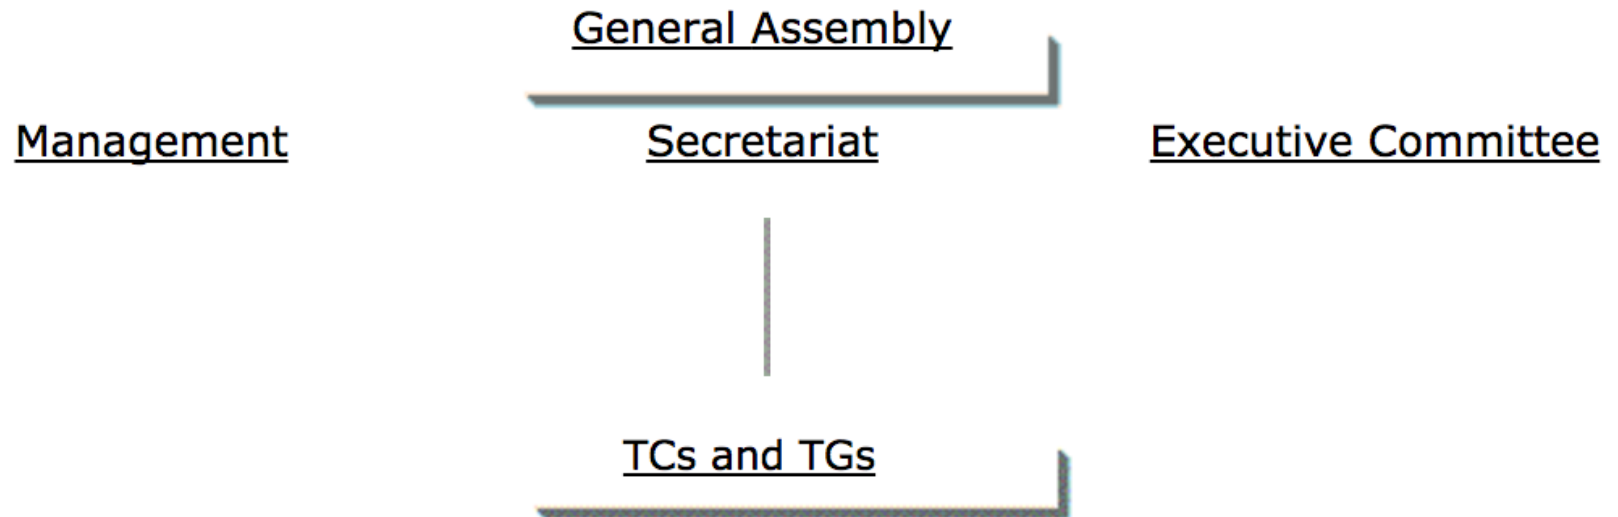 General Assembly
Management
Secretariat
Executive Committee
TCs and TGs